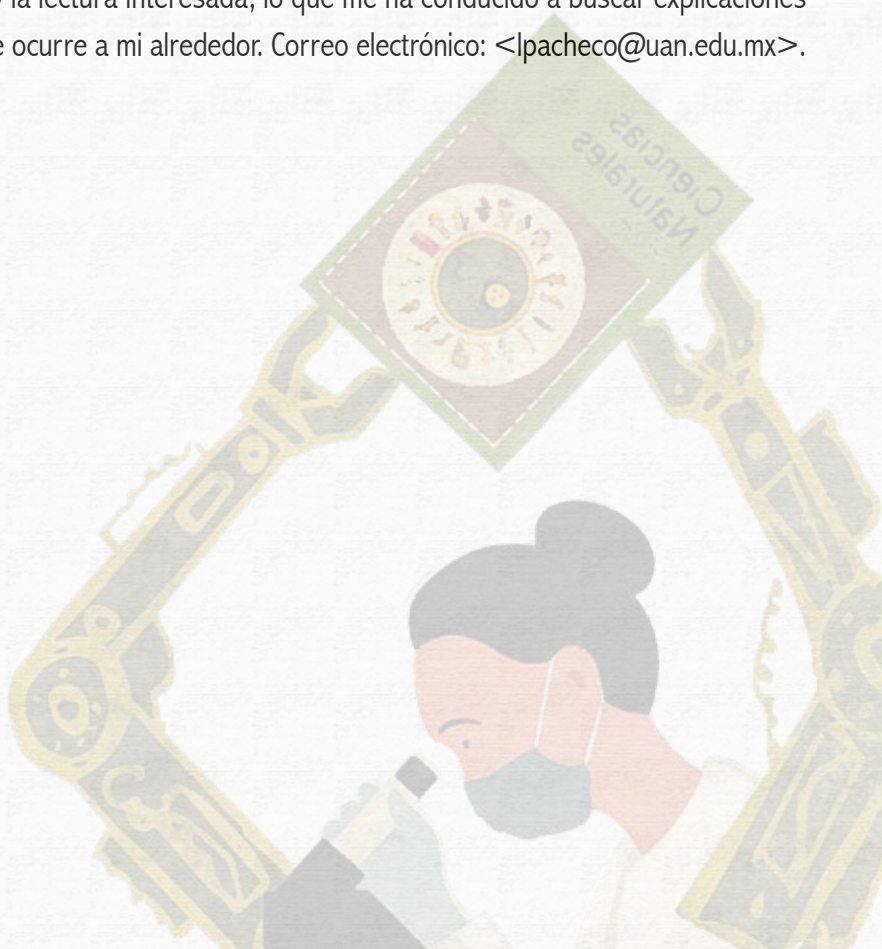 la lectura interesada, lo que me ha conducido a buscar explicaciones
e ocurre a mi alrededor. Correo electrónico: <lpacheco@uan.edu.mx>.
Ciencias
Naturales